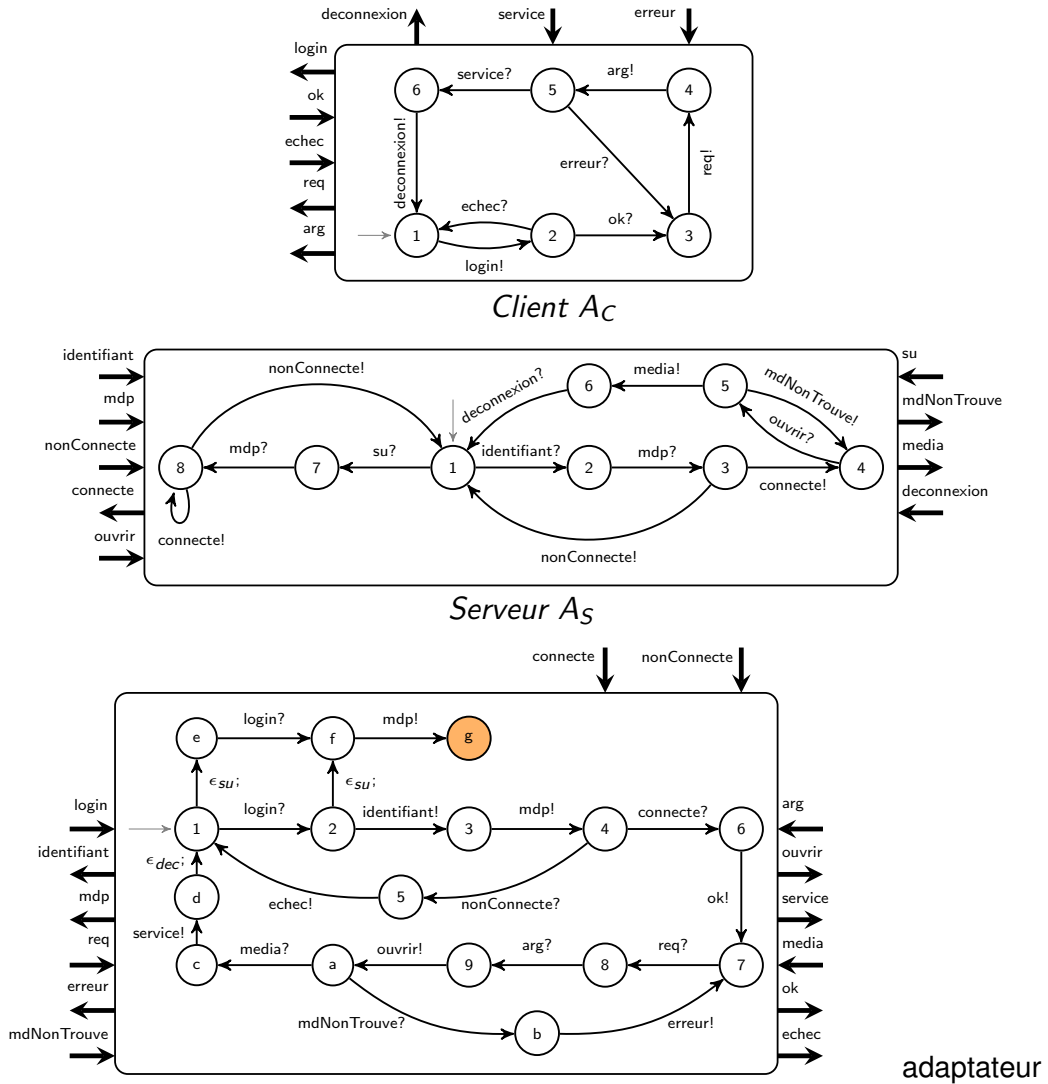 deconnexion service erreur
login
ok
echec
req
arg
6 service? 5 arg! 4
deconnexion! erreur? req!
echec?
1 2 ok? 3
login!
Client A_C
identifiant
mdp
nonConnecte
connecte
ouvrir
nonConnecte! deconnexion? 6 media! 5 mdNonTrouve!
ouvrir?
8 mdp? 7 su? 1 identifiant? 2 mdp? 3 connecte! 4
connecte! nonConnecte!
su
mdNonTrouve
media
deconnexion
Serveur A_S
connecte nonConnecte
login
identifiant
mdp
req
erreur
mdNonTrouve
e login? f mdp! g
ϵ_su; ϵ_su;
1 login? 2 identifiant! 3 mdp! 4 connecte? 6
ϵ_dec;
d echec! 5 nonConnecte? ok!
service!
c media? a ouvrir! 9 arg? 8 req? 7
mdNonTrouve? b erreur!
arg
ouvrir
service
media
ok
echec
adaptateur